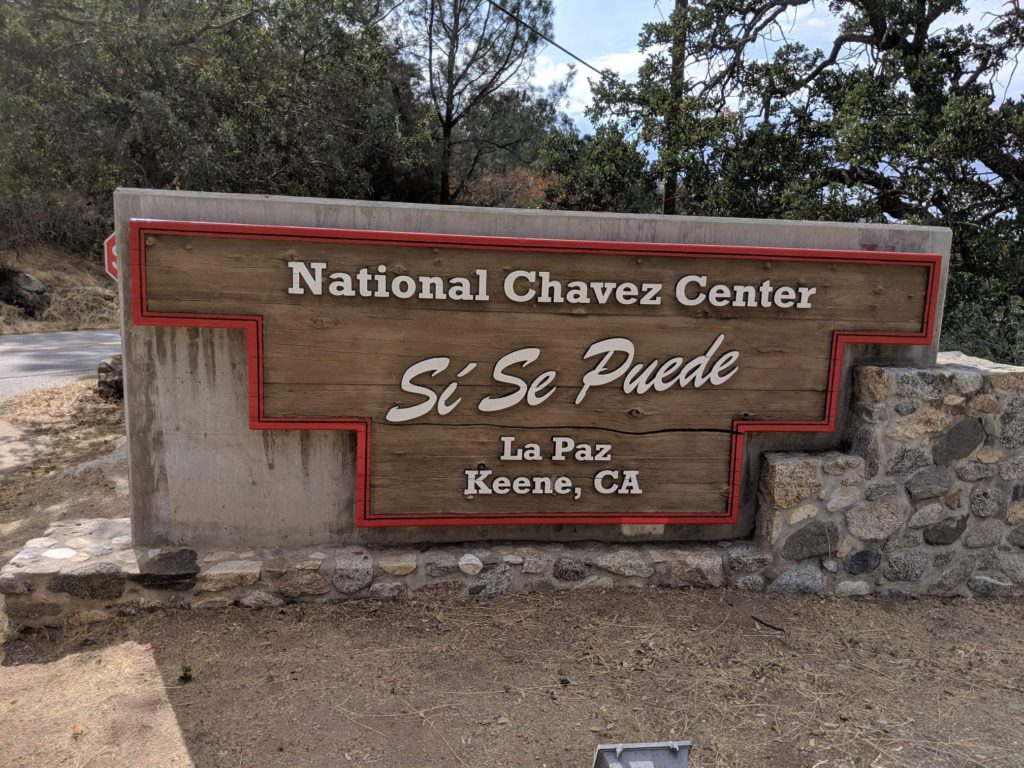 National Chavez Center
Sí Se Puede
La Paz
Keene, CA